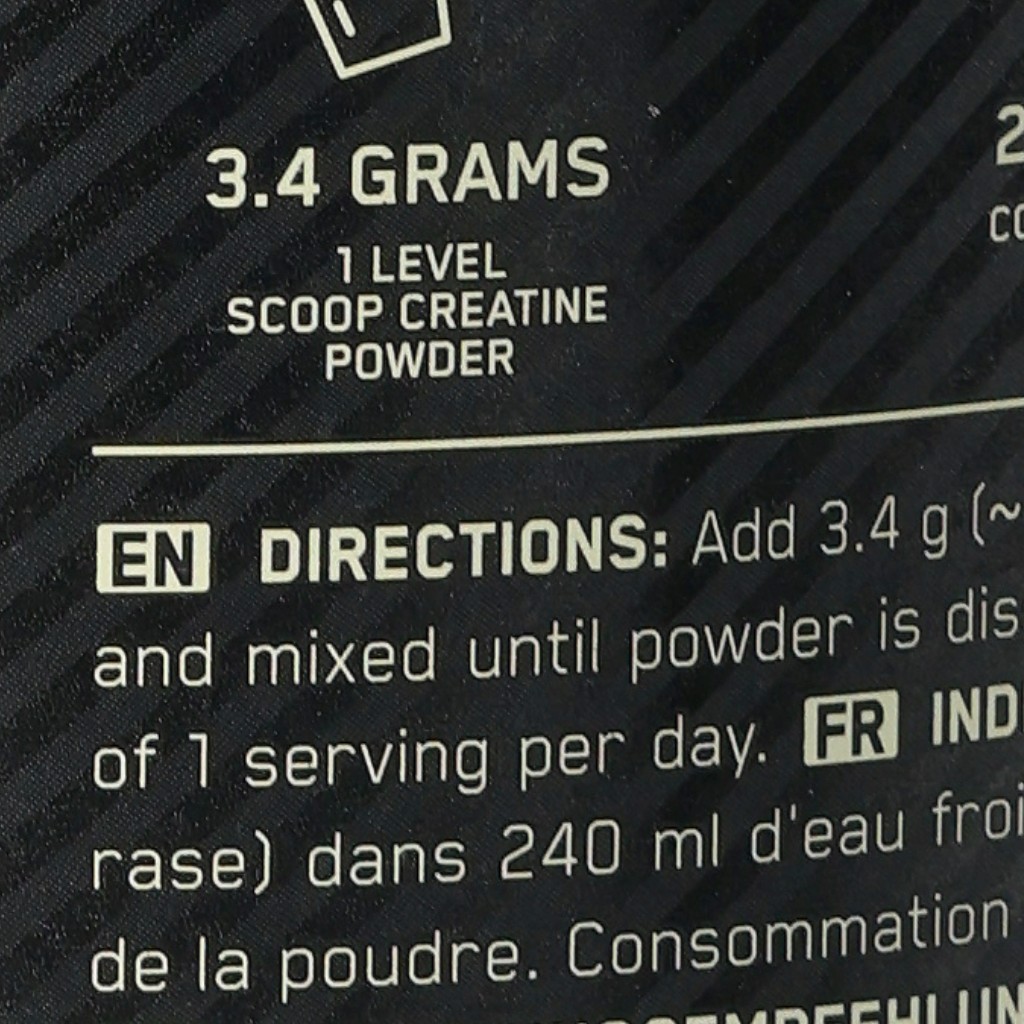 3.4 GRAMS
1 LEVEL
SCOOP CREATINE
POWDER
2
EN DIRECTIONS: Add 3.4 g (~
and mixed until powder is
of 1 serving per day. FR
rase) dans 240 ml d'eau
de la poudre. Consommation